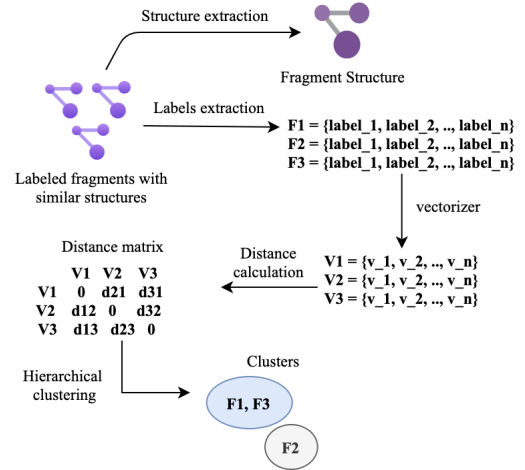 Structure extraction
Fragment Structure
Labels extraction
F1 = {label_1, label_2, .., label_n}
F2 = {label_1, label_2, .., label_n}
F3 = {label_1, label_2, .., label_n}
Labeled fragments with
similar structures
vectorizer
Distance matrix
Distance
calculation
V1 = {v_1, v_2, .., v_n}
V2 = {v_1, v_2, .., v_n}
V3 = {v_1, v_2, .., v_n}
V1 V2 V3
V1 0 d21 d31
V2 d12 0 d32
V3 d13 d23 0
Hierarchical
clustering
Clusters
F1, F3
F2